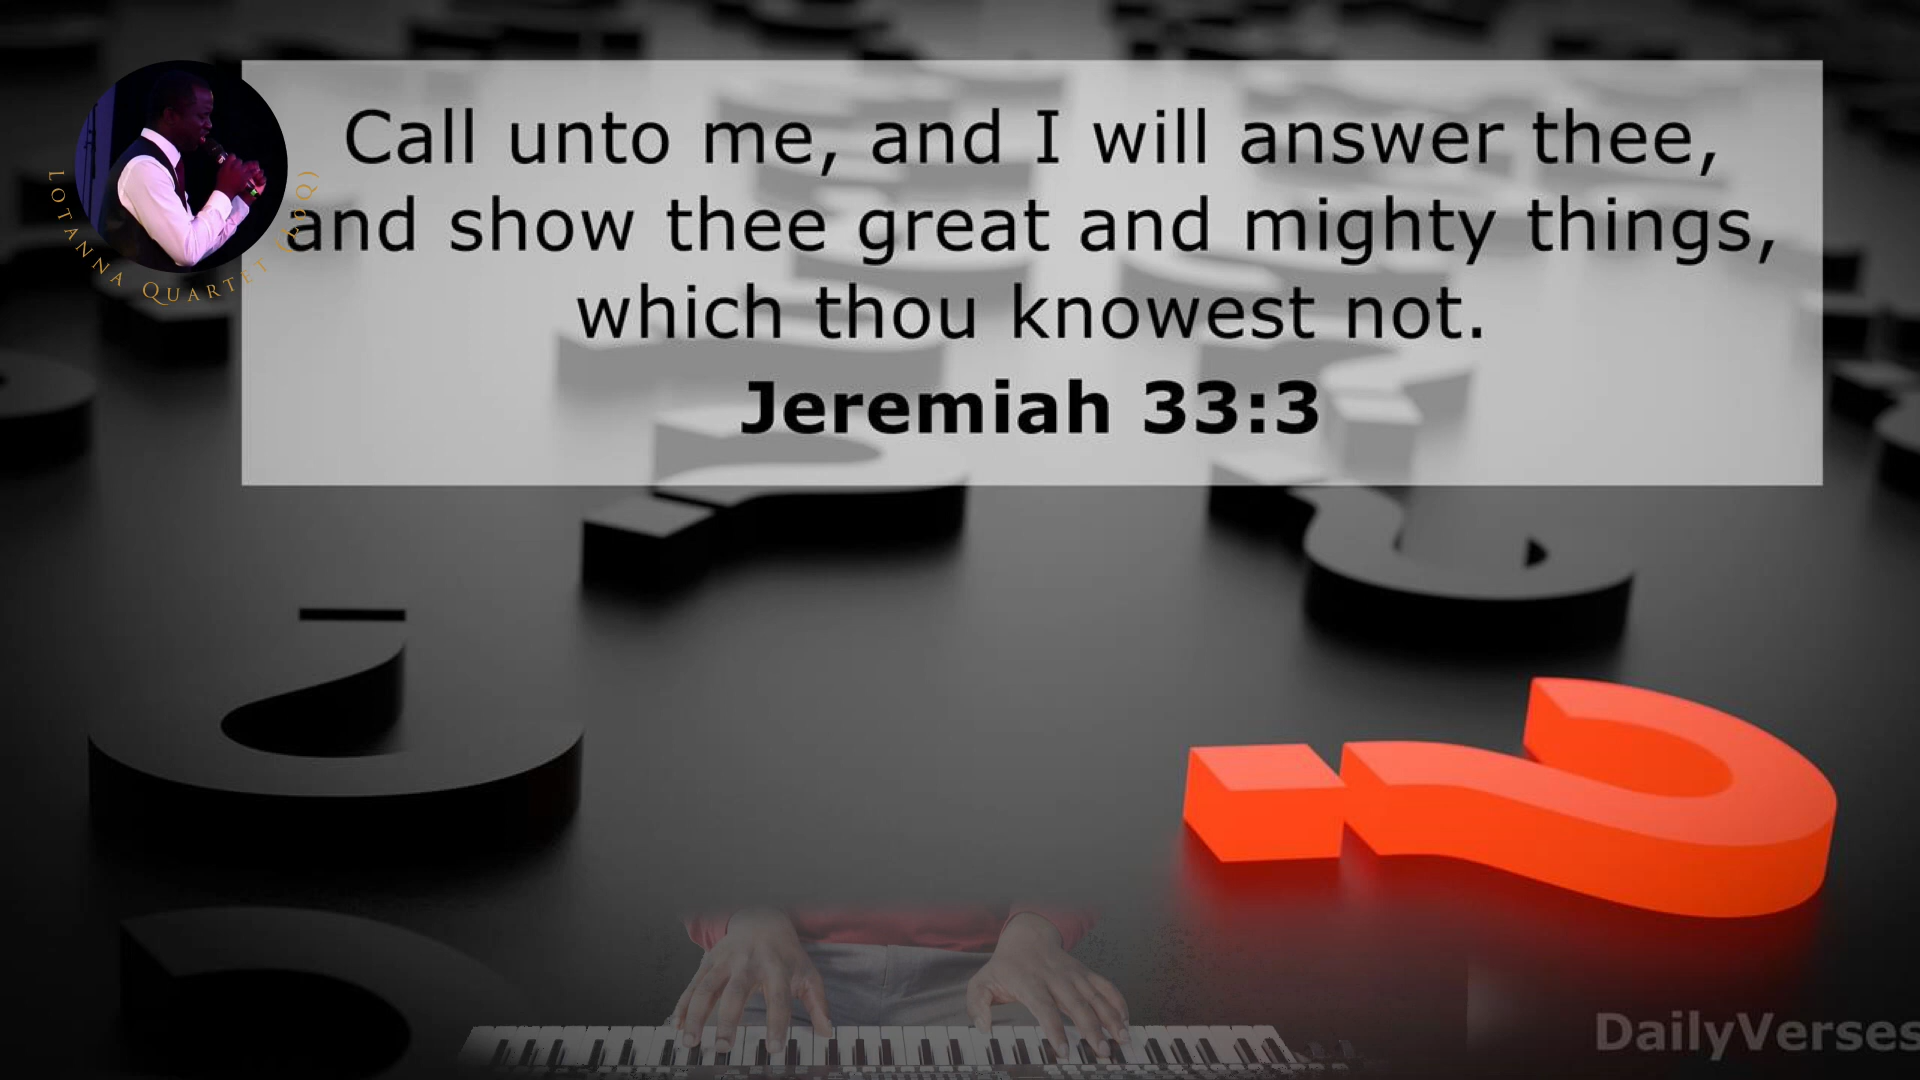 Call unto me, and I will answer thee,
and show thee great and mighty things,
which thou knowest not.
Jeremiah 33:3
LOTANNA QUARTET
DailyVerses